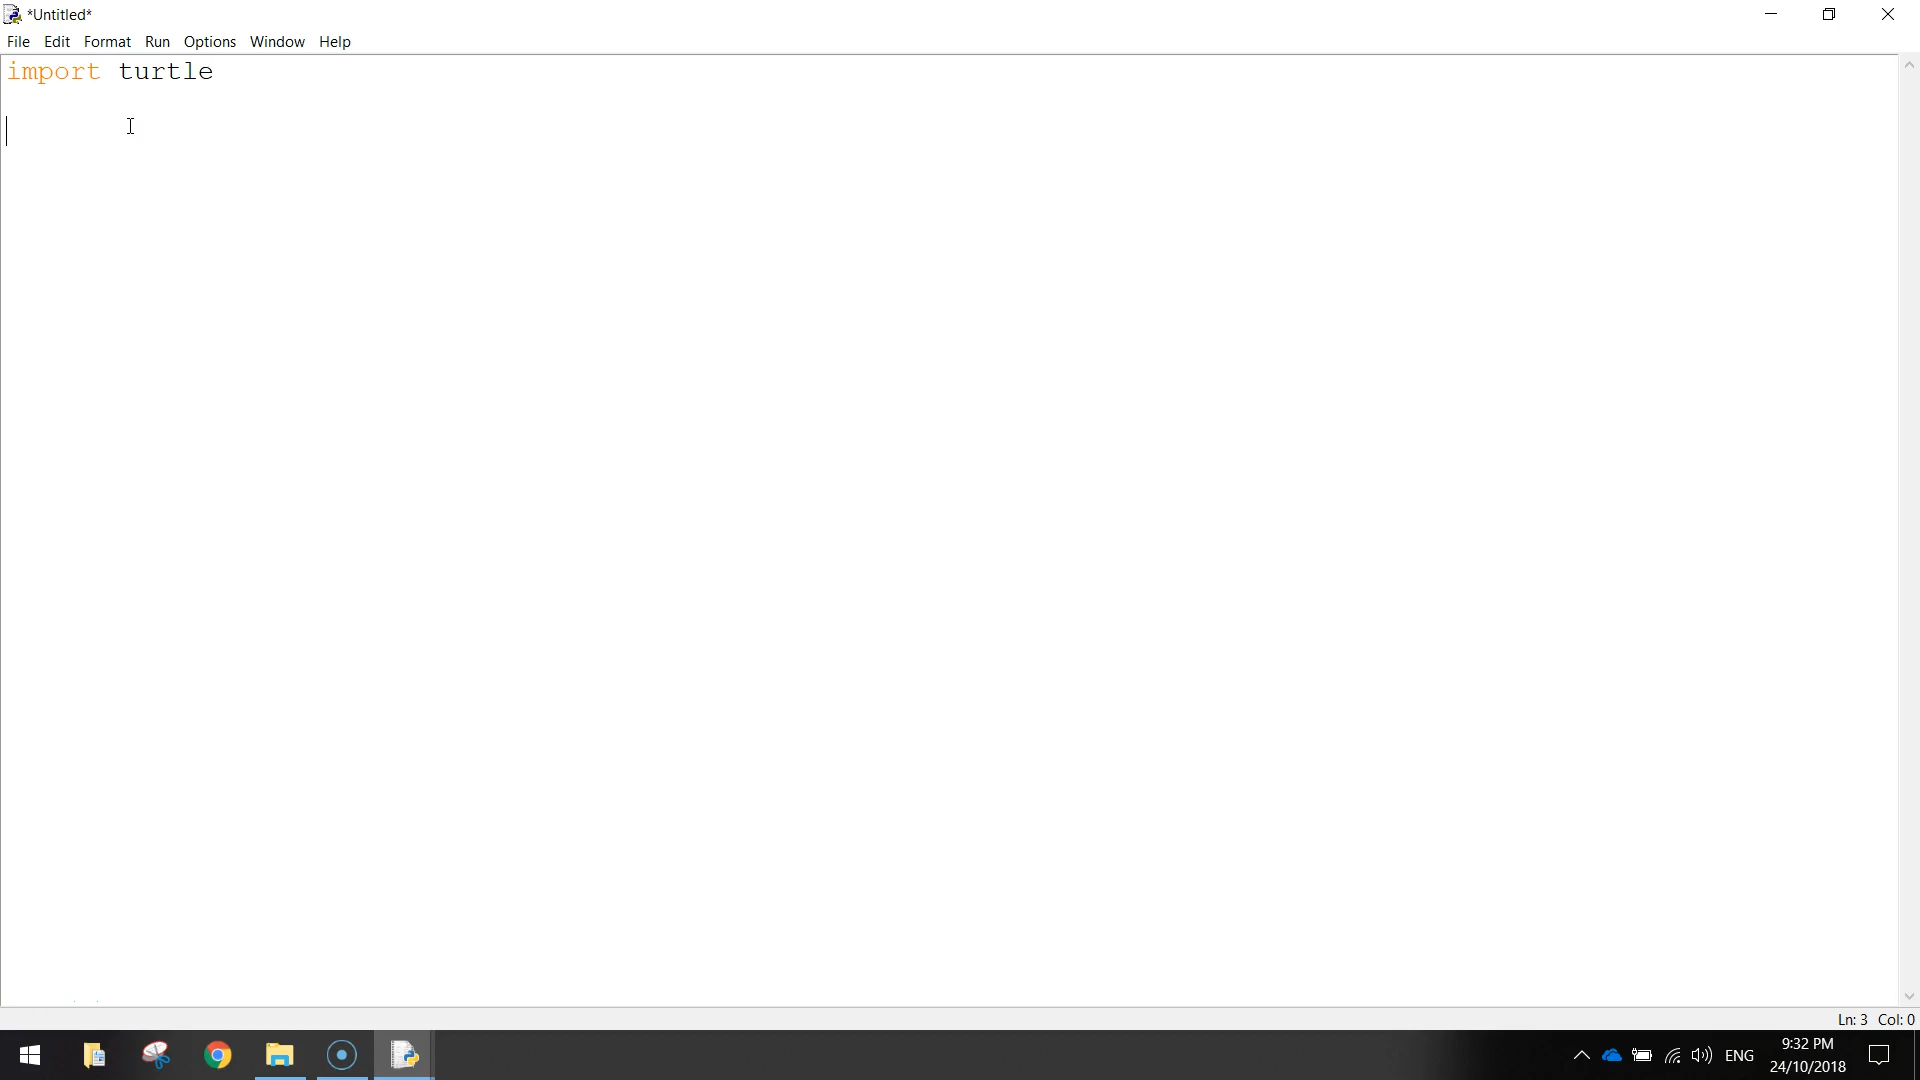 *Untitled*
File Edit Format Run Options Window Help
import turtle
Ln: 3 Col: 0
ENG
9:32 PM
24/10/2018